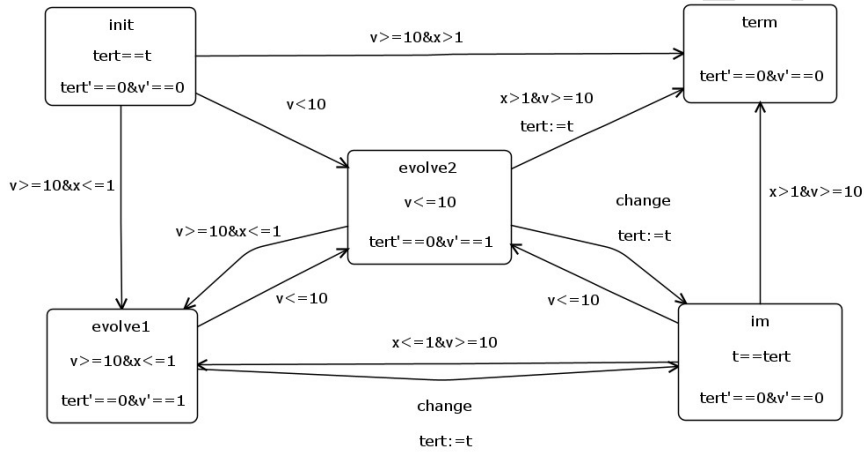 init
tert==t
tert'==0&v'==0
term
tert'==0&v'==0
v>=10&x>1
v<10
x>1&v>=10
tert:=t
v>=10&x<=1
evolve2
v<=10
tert'==0&v'==1
x>1&v>=10
change
tert:=t
v>=10&x<=1
v<=10
v<=10
evolve1
v>=10&x<=1
tert'==0&v'==1
x<=1&v>=10
im
t==tert
tert'==0&v'==0
change
tert:=t